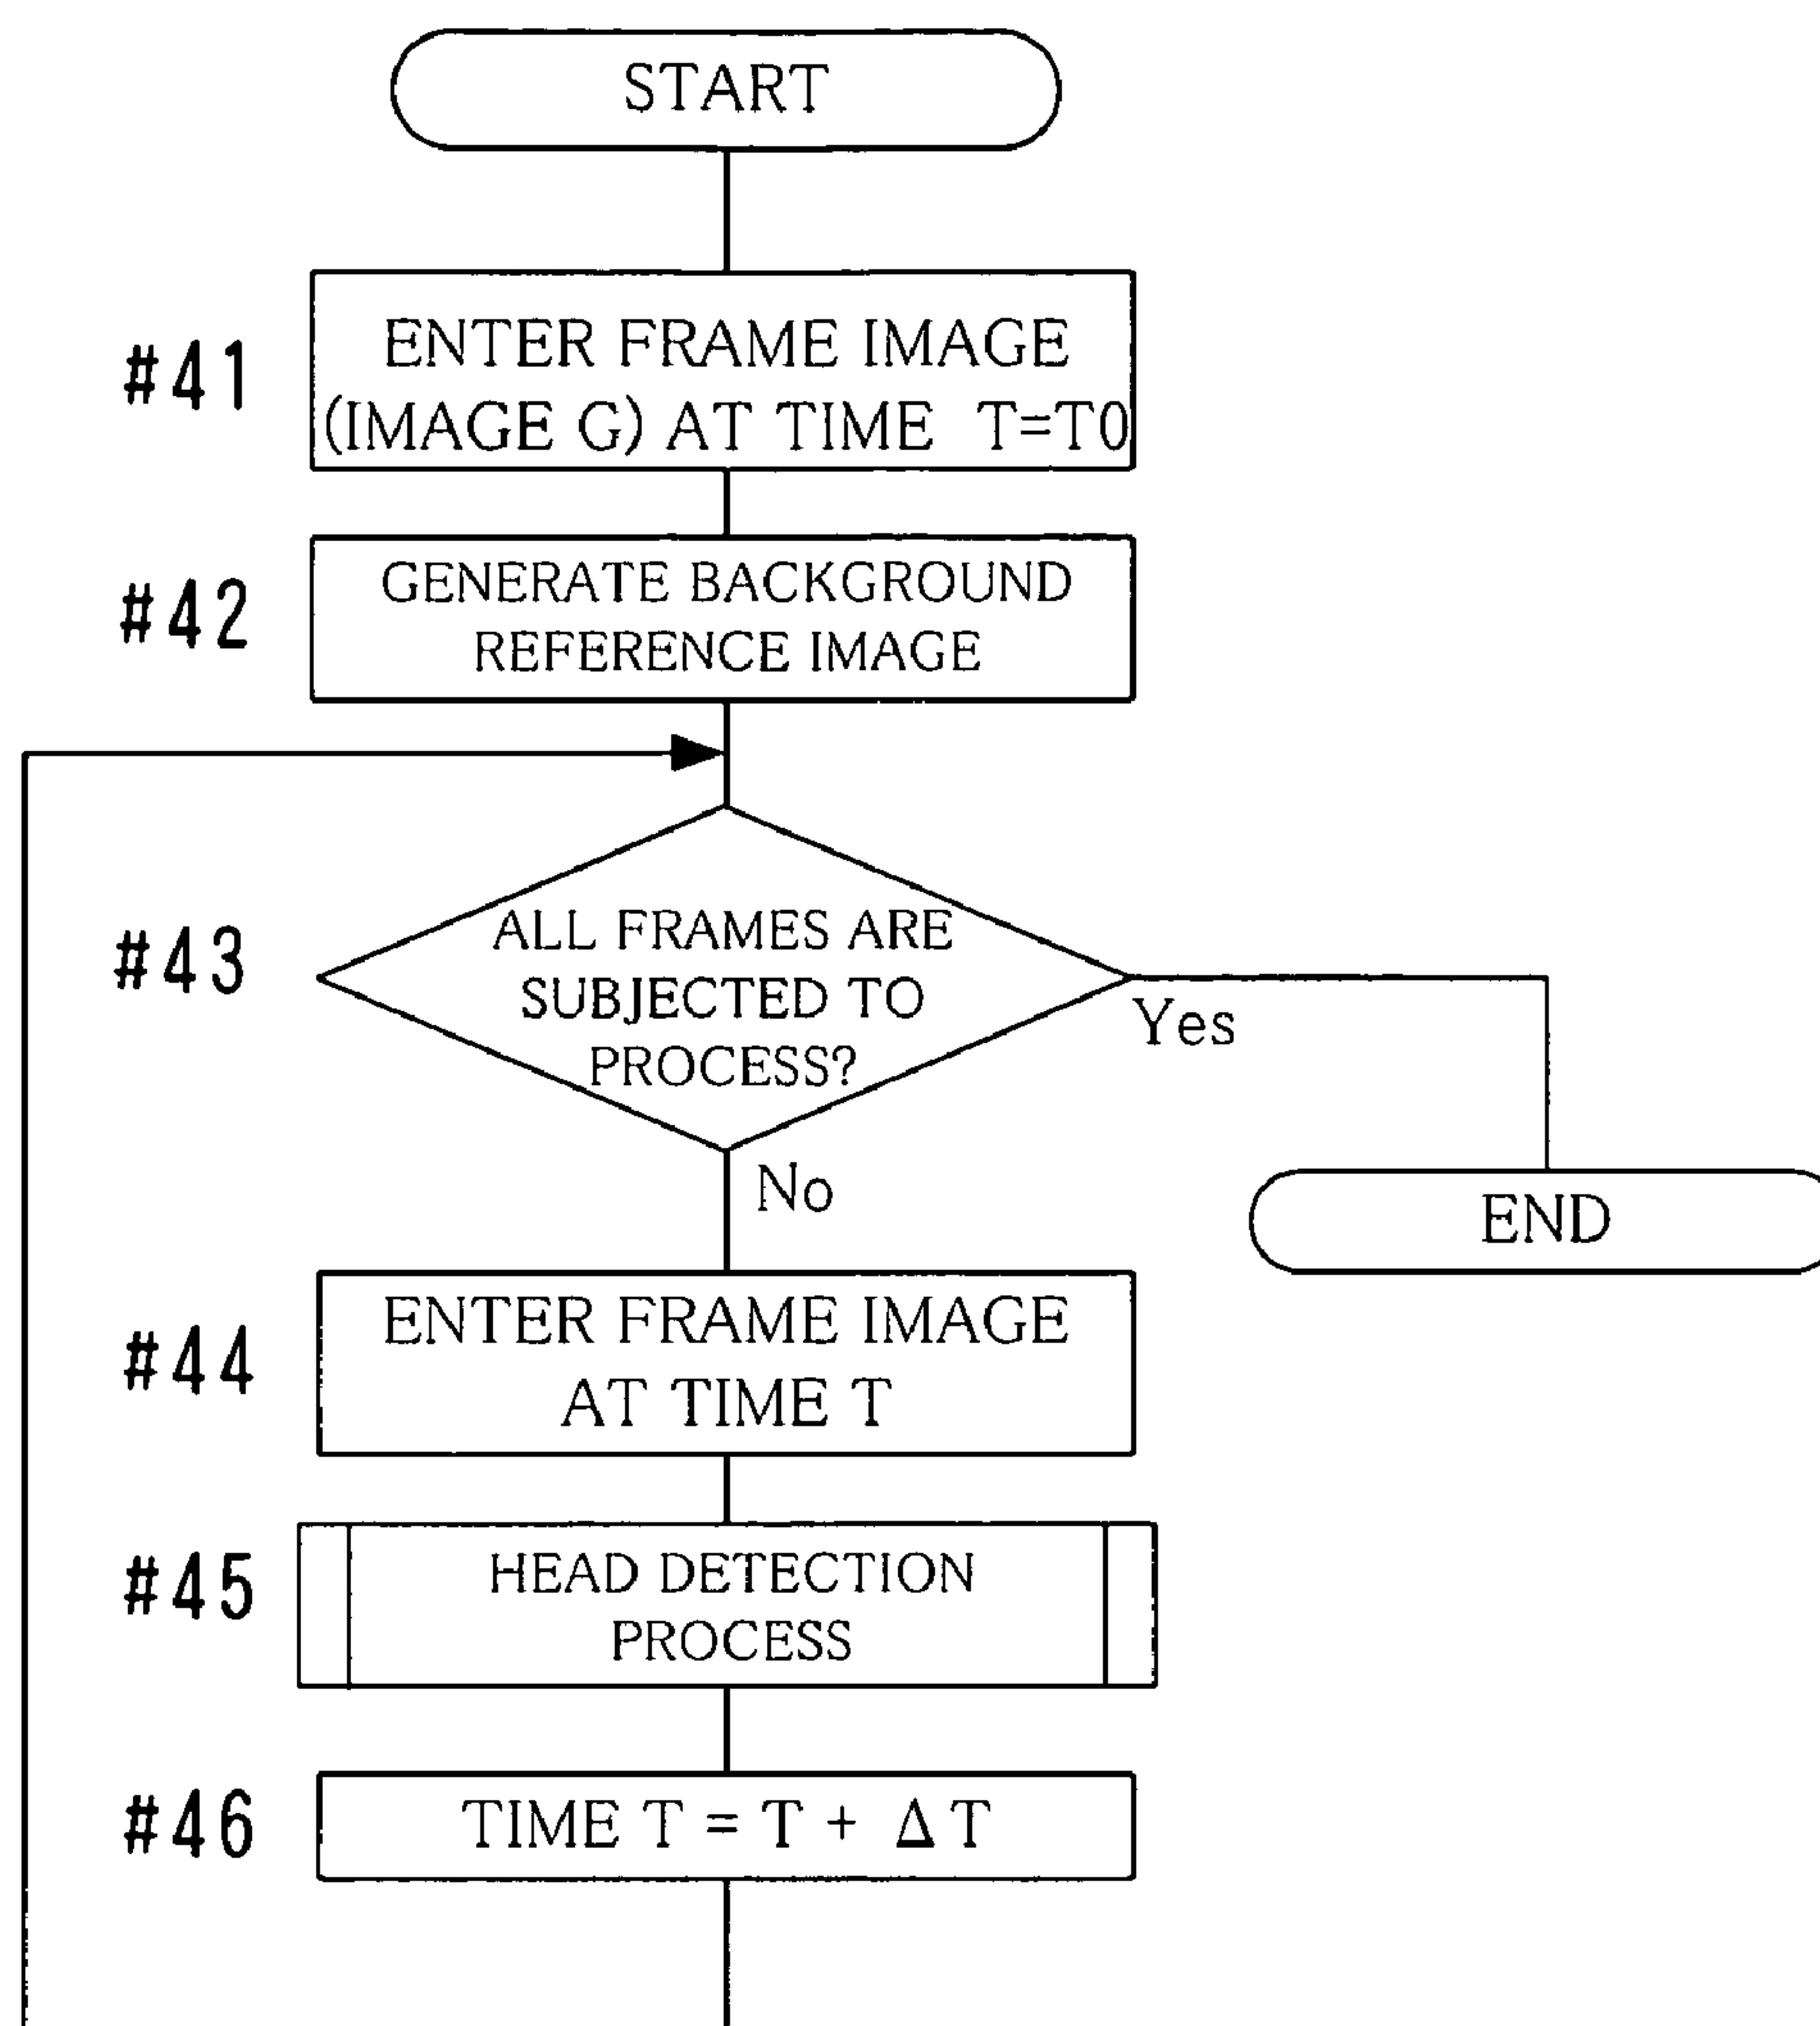 START
#41
ENTER FRAME IMAGE
(IMAGE G) AT TIME T=T0
#42
GENERATE BACKGROUND
REFERENCE IMAGE
#43
ALL FRAMES ARE
SUBJECTED TO
PROCESS?
Yes
No
END
#44
ENTER FRAME IMAGE
AT TIME T
#45
HEAD DETECTION
PROCESS
#46
TIME T = T + Δ T